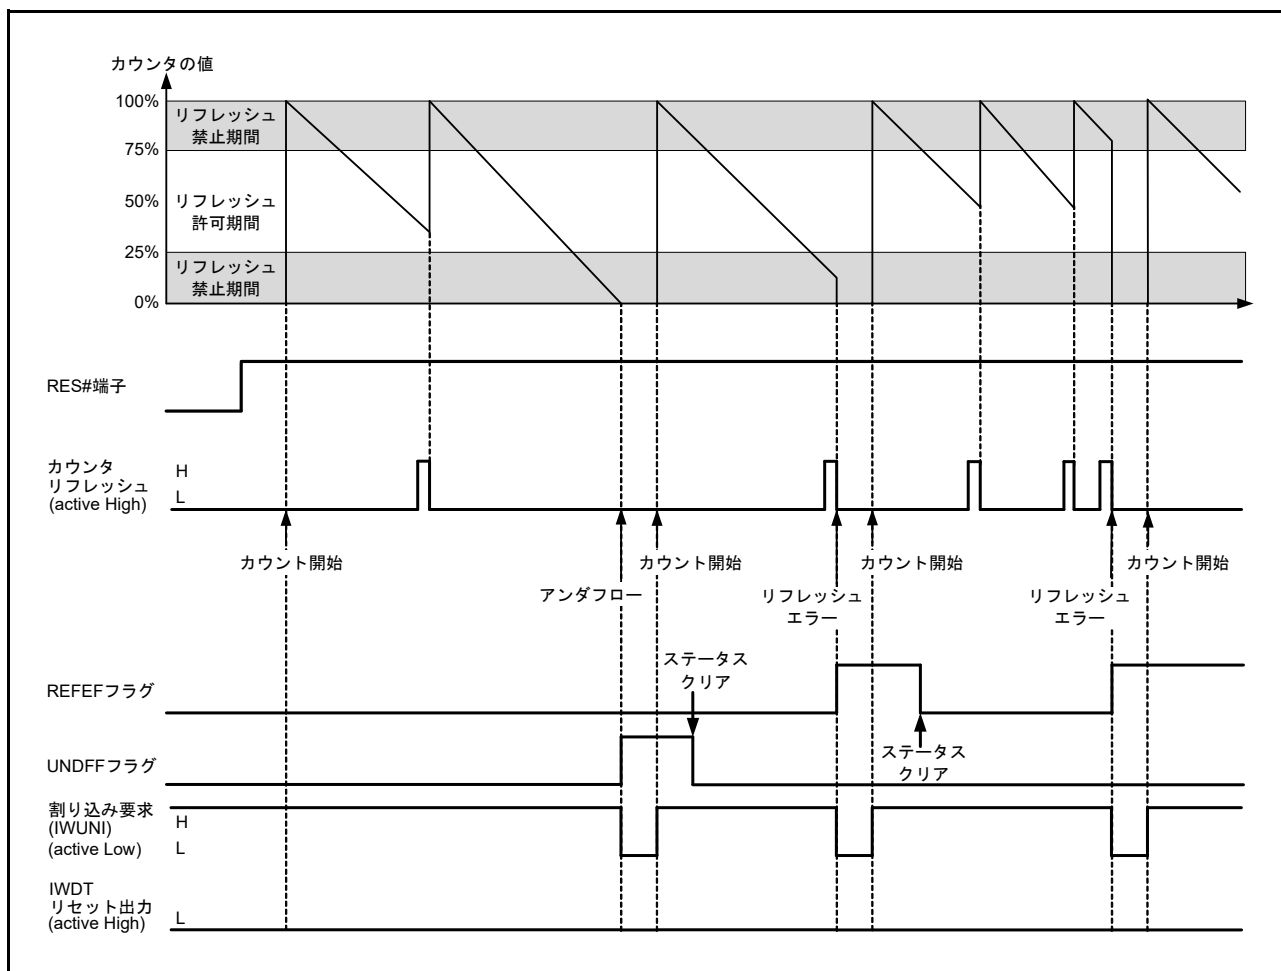 カウンタの値
100%
リフレッシュ
禁止期間
75%
50%
リフレッシュ
許可期間
25%
リフレッシュ
禁止期間
0%
RES#端子
カウンタ
リフレッシュ
(active High)
H
L
カウント開始
カウント開始
カウント開始
カウント開始
アンダフロー
リフレッシュ
エラー
リフレッシュ
エラー
ステータス
クリア
REFEFフラグ
ステータス
クリア
UNDFFフラグ
割り込み要求
(IWUNI)
(active Low)
H
L
IWDT
リセット出力
(active High)
L